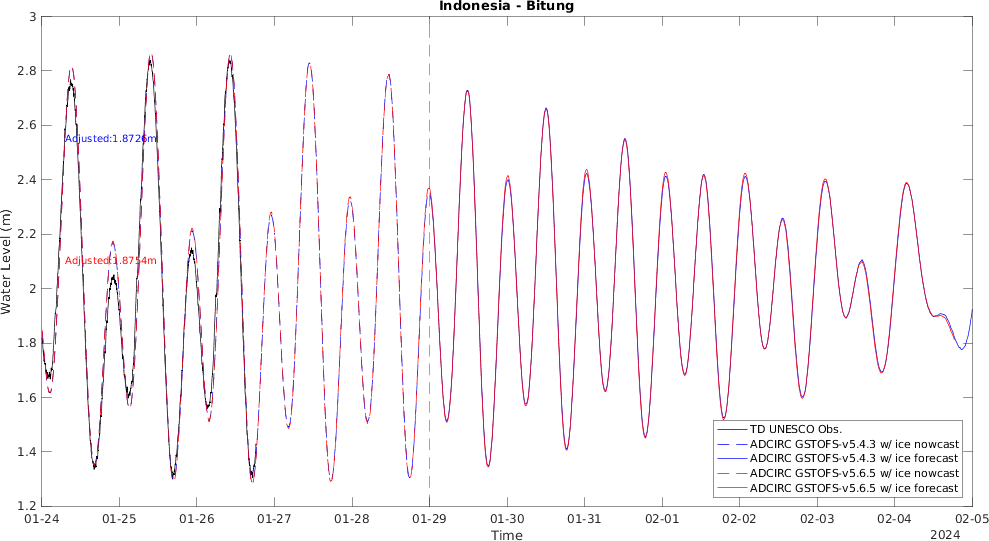 Indonesia - Bitung
Water Level (m)
3
2.8
2.6
2.4
2.2
2
1.8
1.6
1.4
1.2
Adjusted:1.8726m
Adjusted:1.8754m
TD UNESCO Obs.
ADCIRC GSTOFS-v5.4.3 w/ ice nowcast
ADCIRC GSTOFS-v5.4.3 w/ ice forecast
ADCIRC GSTOFS-v5.6.5 w/ ice nowcast
ADCIRC GSTOFS-v5.6.5 w/ ice forecast
01-24 01-25 01-26 01-27 01-28 01-29 01-30 01-31 02-01 02-02 02-03 02-04 02-05
Time
2024